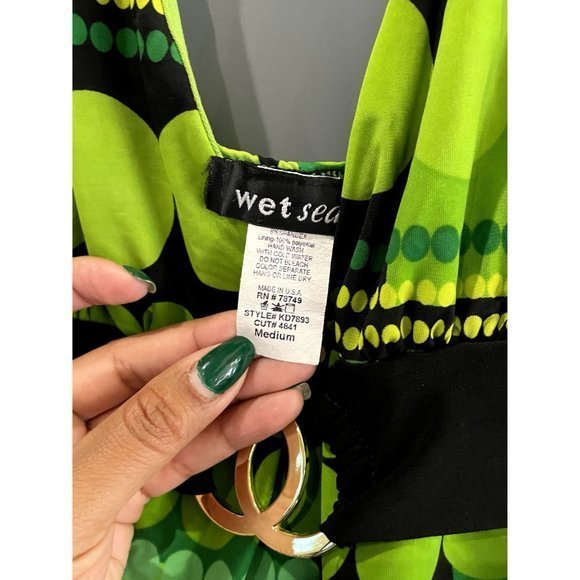 wet sea
Lining-100% polyester
HAND WASH
WITH COLD WATER
DO NOT BLEACH
COLOR SEPARATE
HANG OR LINE DRY
MADE IN U.S.A.
RN # 78749
STYLE# KD7893
CUT# 4841
Medium